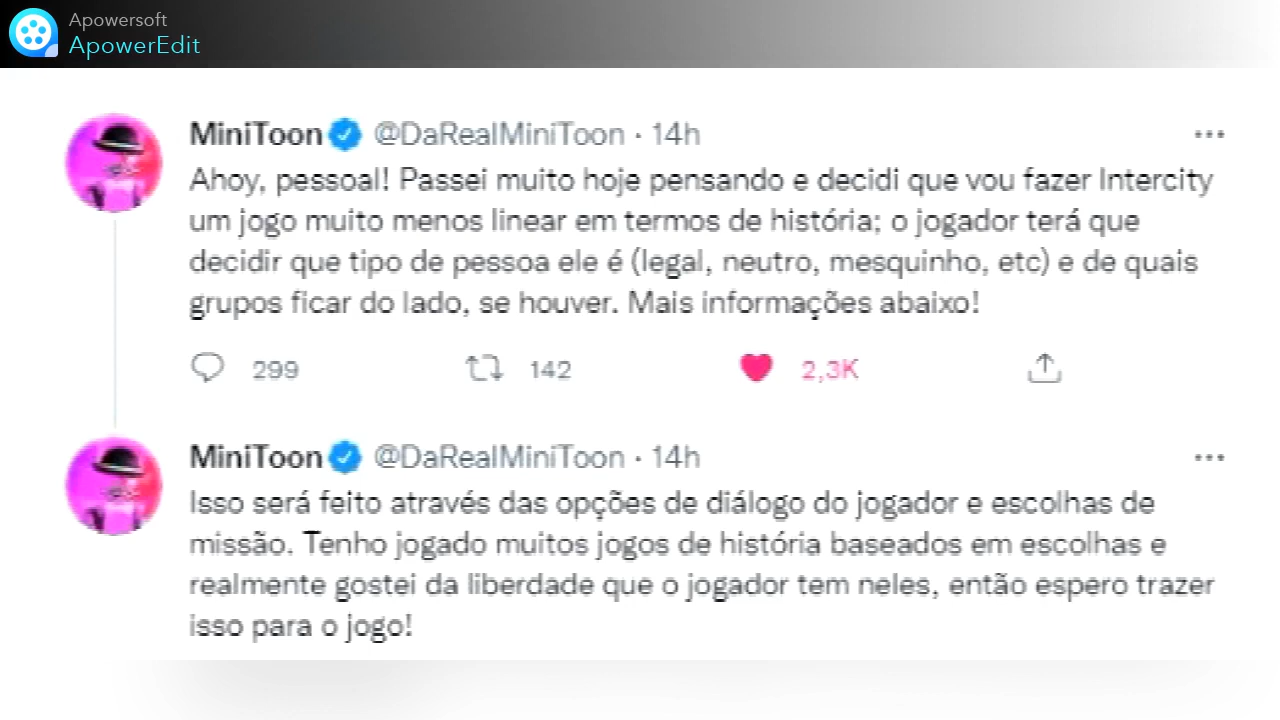 Apowersoft
ApowerEdit
MiniToon @DaRealMiniToon · 14h
Ahoy, pessoal! Passei muito hoje pensando e decidi que vou fazer Intercity
um jogo muito menos linear em termos de história; o jogador terá que
decidir que tipo de pessoa ele é (legal, neutro, mesquinho, etc) e de quais
grupos ficar do lado, se houver. Mais informações abaixo!
299 142 2,3K
MiniToon @DaRealMiniToon · 14h
Isso será feito através das opções de diálogo do jogador e escolhas de
missão. Tenho jogado muitos jogos de história baseados em escolhas e
realmente gostei da liberdade que o jogador tem neles, então espero trazer
isso para o jogo!